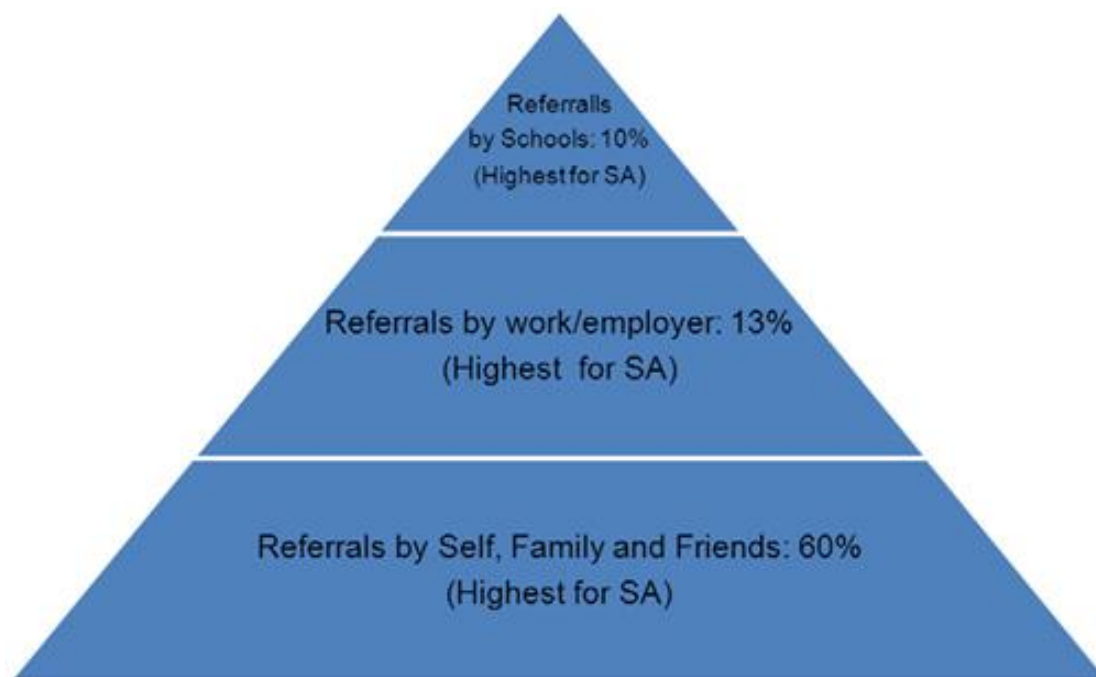 Referralls
by Schools: 10%
(Highest for SA)
Referrals by work/employer: 13%
(Highest for SA)
Referrals by Self, Family and Friends: 60%
(Highest for SA)